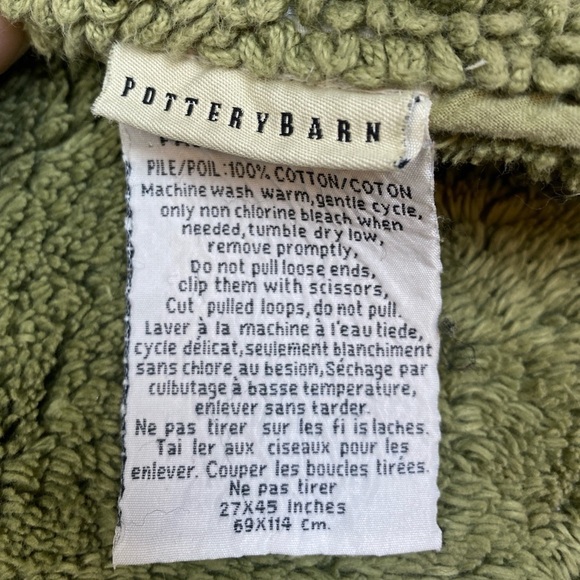 POTTERYBARN
PILE/POIL:100% COTTON/COTON
Machine wash warm,gentle cycle,
only non chlorine bleach when
needed,tumble dry low,
remove promptly,
Do not pull loose ends,
clip them with scissors,
Cut pulled loops,do not pull.
Laver à la machine à l'eau tiede,
cycle délicat,seulement blanchiment
sans chlore au besion,Séchage par
culbutage à basse temperature,
enlever sans tarder.
Ne pas tirer sur les fi is laches.
Tai ler aux ciseaux pour les
enlever. Couper les boucles tirées.
Ne pas tirer
27X45 Inches
69X114 Cm.